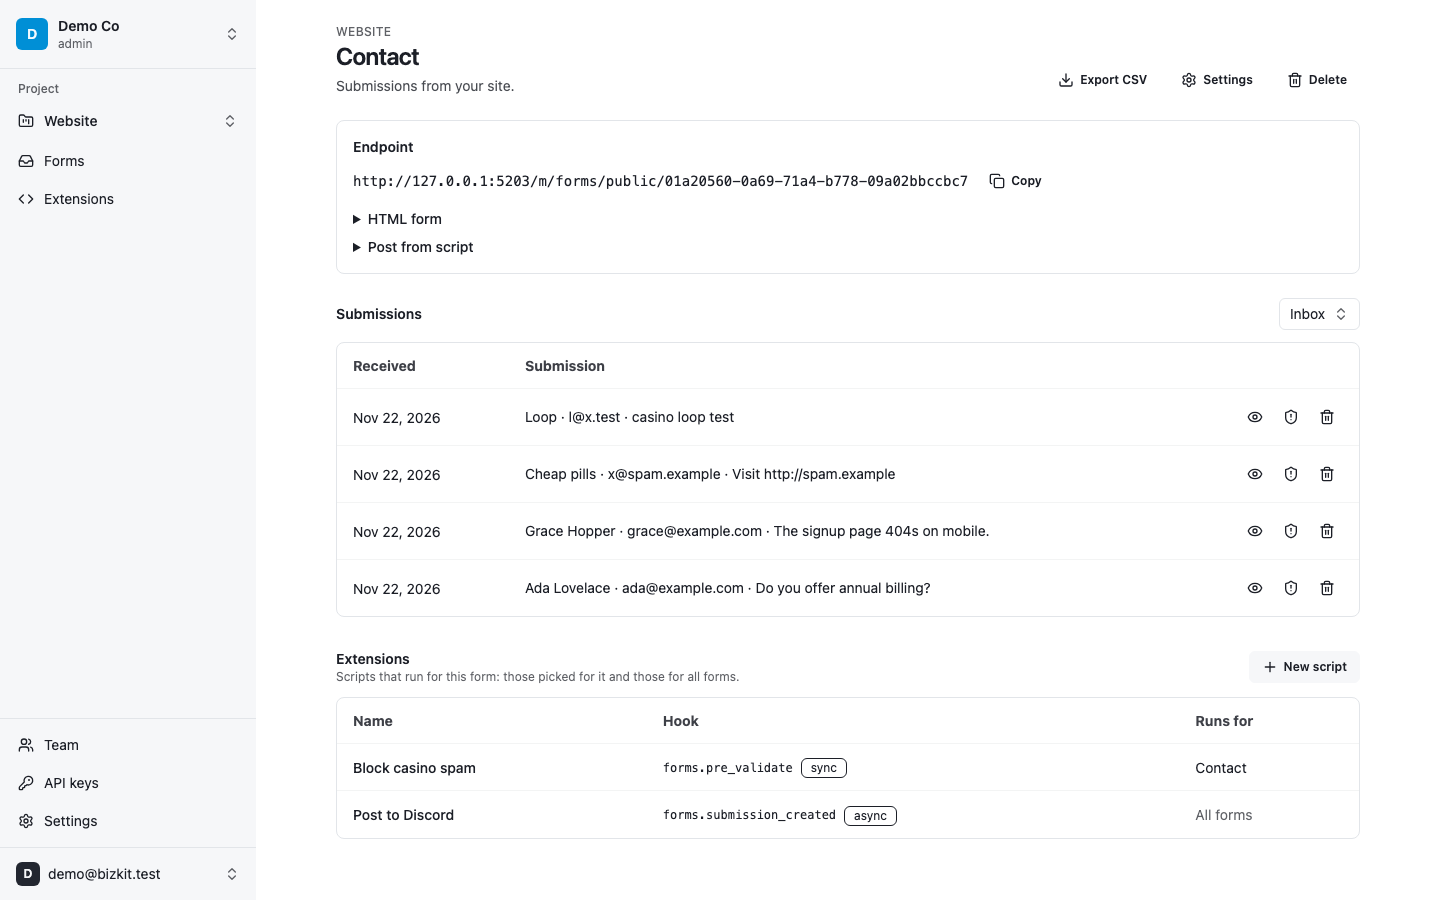 D
Demo Co
admin
Project
Website
Forms
Extensions
Team
API keys
Settings
D
demo@bizkit.test
WEBSITE
Contact
Submissions from your site.
Export CSV
Settings
Delete
Endpoint
http://127.0.0.1:5203/m/forms/public/01a20560-0a69-71a4-b778-09a02bbccbc7
Copy
HTML form
Post from script
Submissions
Inbox
Received Submission
Nov 22, 2026 Loop · l@x.test · casino loop test
Nov 22, 2026 Cheap pills · x@spam.example · Visit http://spam.example
Nov 22, 2026 Grace Hopper · grace@example.com · The signup page 404s on mobile.
Nov 22, 2026 Ada Lovelace · ada@example.com · Do you offer annual billing?
Extensions
Scripts that run for this form: those picked for it and those for all forms.
New script
Name Hook Runs for
Block casino spam forms.pre_validate sync Contact
Post to Discord forms.submission_created async All forms